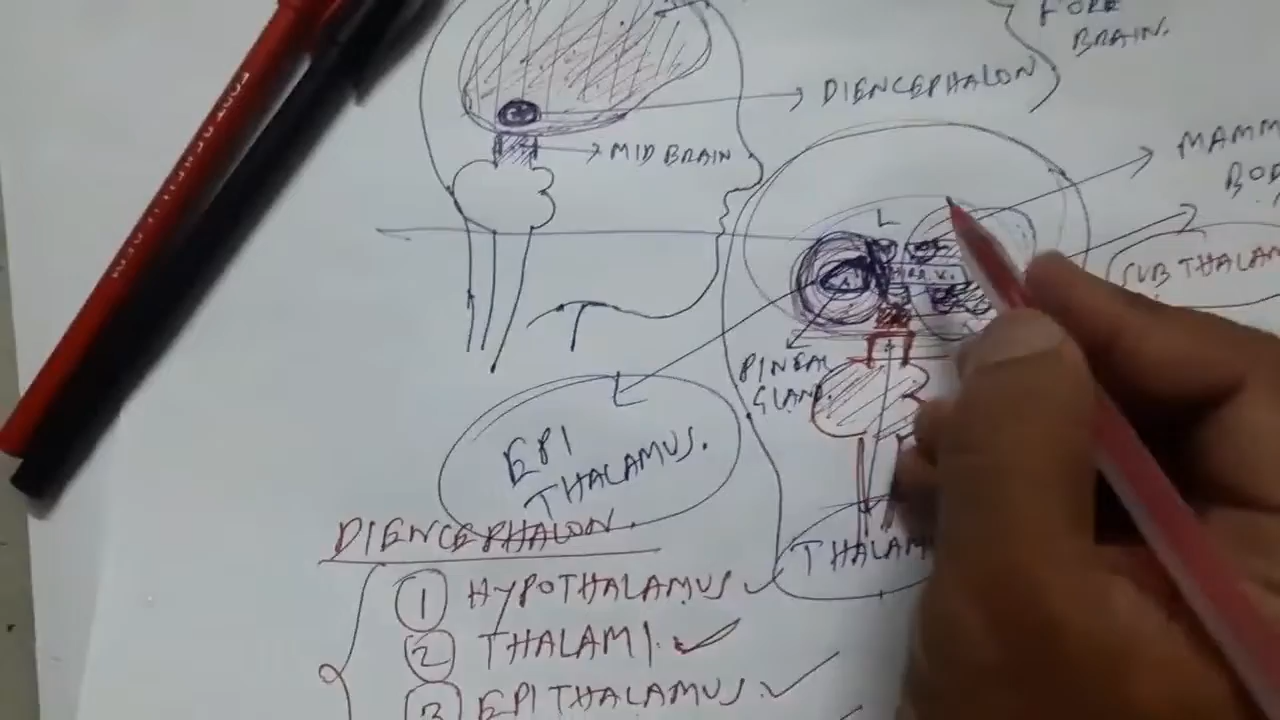 FORE
BRAIN.
DIENCEPHALON
MID BRAIN
MAMM
BOD
L
SUB THALAM
PINEAL
GLAND.
EPI
THALAMUS.
THALAM
DIENCEPHALON.
1 HYPOTHALAMUS
2 THALAMI.
3 EPITHALAMUS.